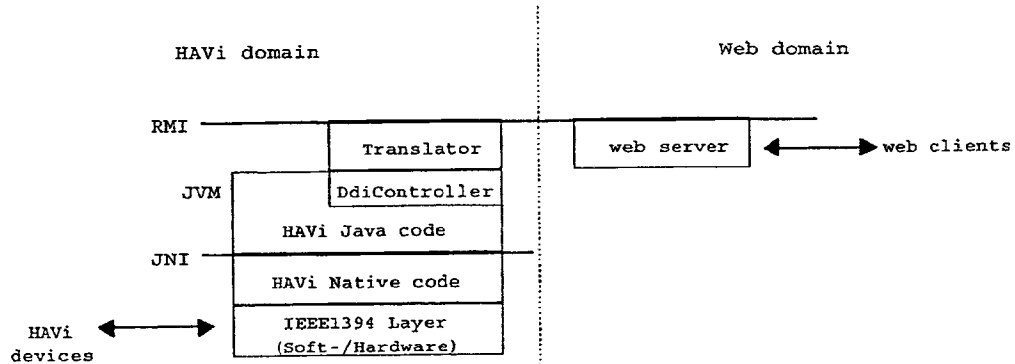 HAVi domain
Web domain
RMI
Translator
web server
web clients
JVM
DdiController
HAVi Java code
JNI
HAVi Native code
IEEE1394 Layer
(Soft-/Hardware)
HAVi
devices